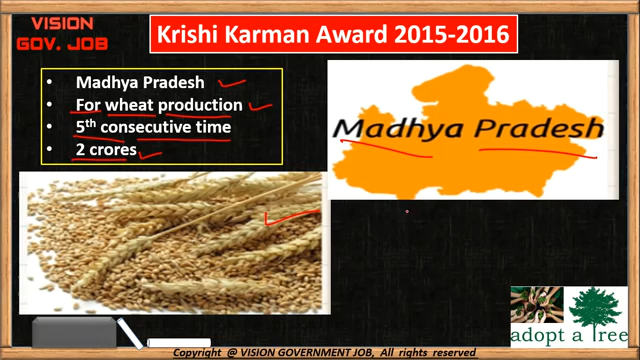 VISION
GOV. JOB
Krishi Karman Award 2015-2016
• Madhya Pradesh
• For wheat production
• 5th consecutive time
• 2 crores
Madhya Pradesh
adopt a Tree
Copyright @ VISION GOVERNMENT JOB, All rights reserved